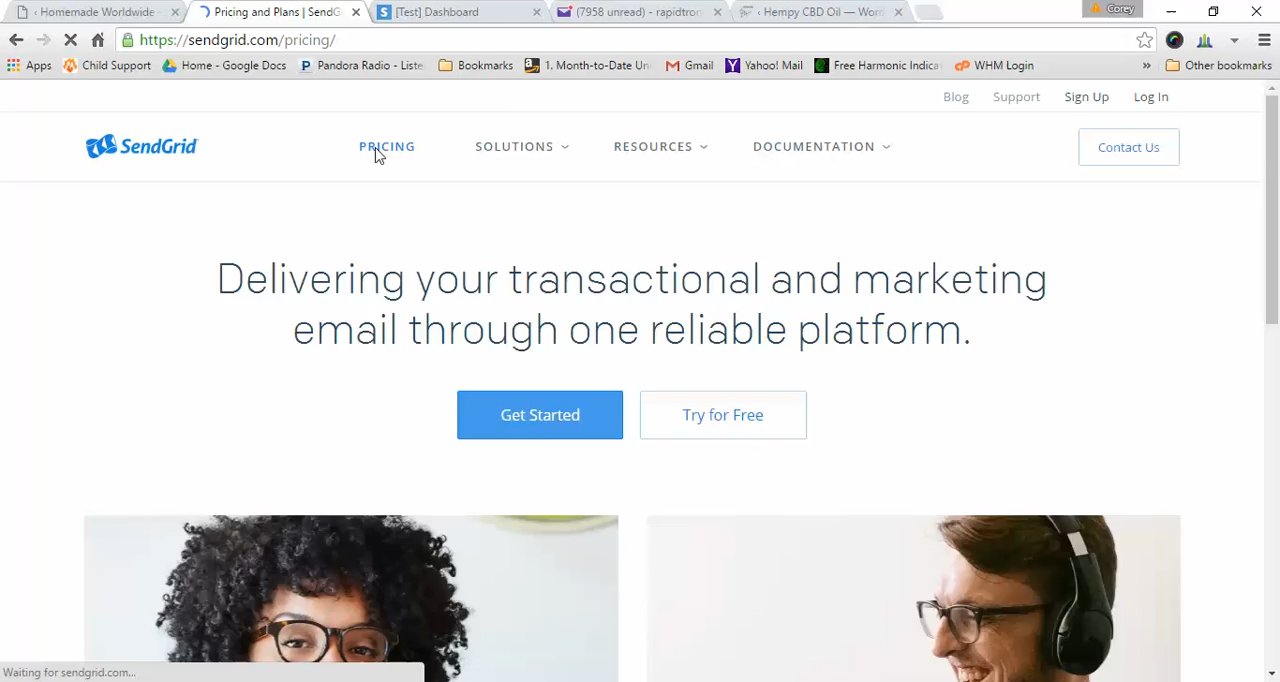 ‹ Homemade Worldwide -
Pricing and Plans | SendG
[Test] Dashboard
(7958 unread) - rapidtro
‹ Hempy CBD Oil — Word
Corey
https://sendgrid.com/pricing/
Apps
Child Support
Home - Google Docs
Pandora Radio - Liste
Bookmarks
1. Month-to-Date Un
Gmail
Yahoo! Mail
Free Harmonic Indica
WHM Login
»
Other bookmarks
Blog
Support
Sign Up
Log In
SendGrid
PRICING
SOLUTIONS
RESOURCES
DOCUMENTATION
Contact Us
Delivering your transactional and marketing
email through one reliable platform.
Get Started
Try for Free
Waiting for sendgrid.com...